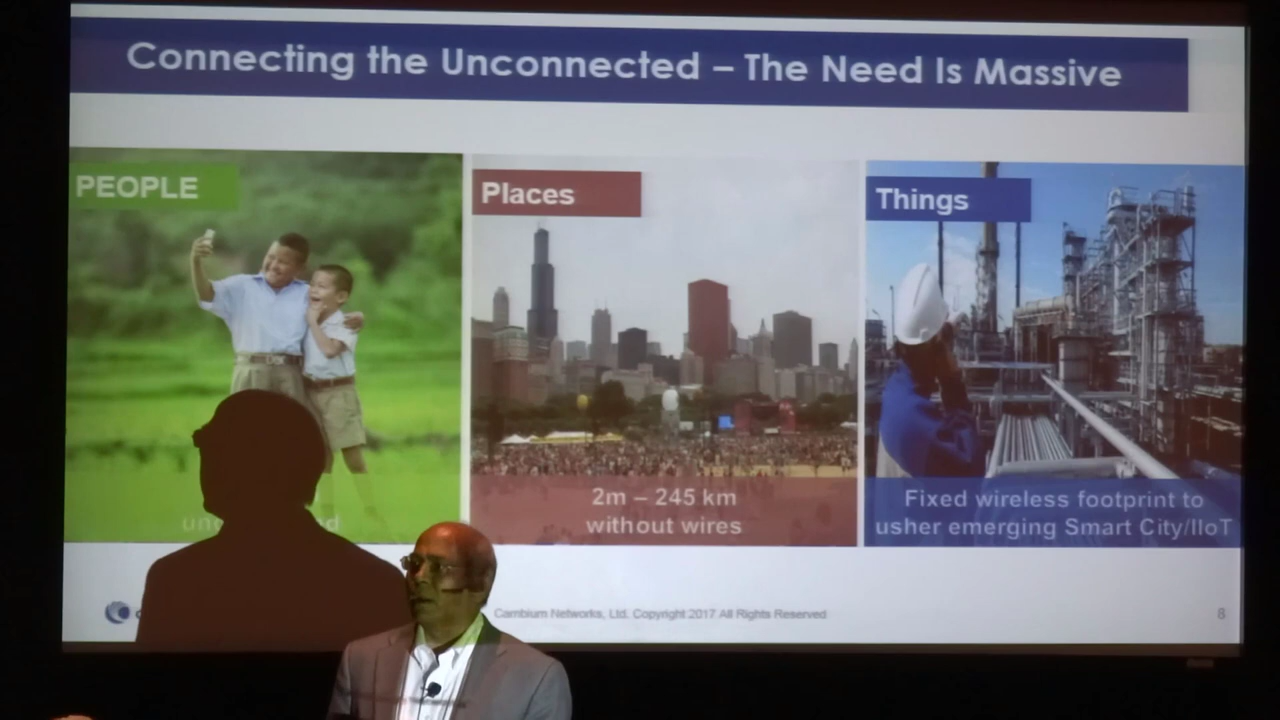 Connecting the Unconnected – The Need Is Massive
PEOPLE
Places
Things
2m – 245 km
without wires
Fixed wireless footprint to
usher emerging Smart City/IIoT
Cambium Networks, Ltd. Copyright 2017 All Rights Reserved
8